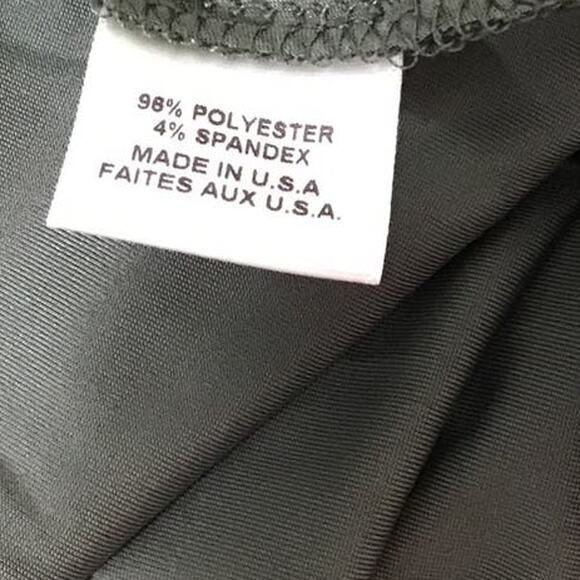 96% POLYESTER
4% SPANDEX
MADE IN U.S.A
FAITES AUX U.S.A.